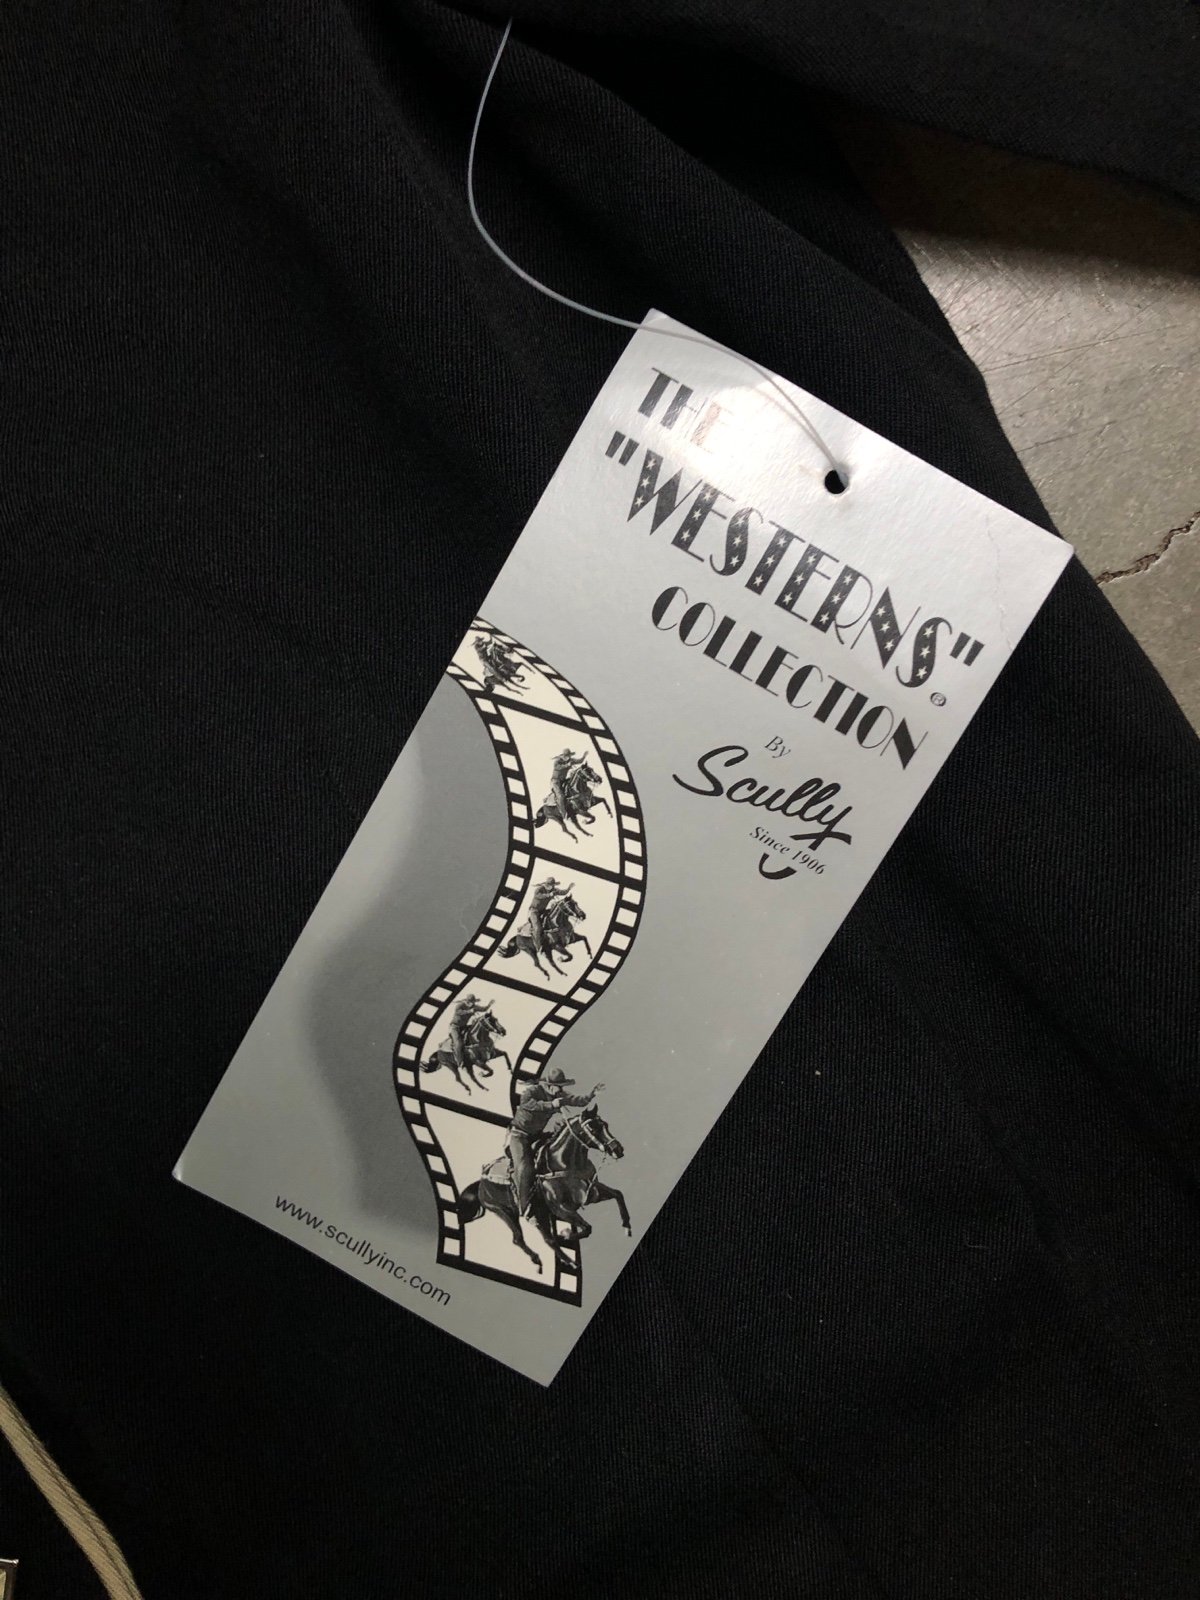 THE
"WESTERNS"®
COLLECTION
By
Scully
Since 1906
www.scullyinc.com